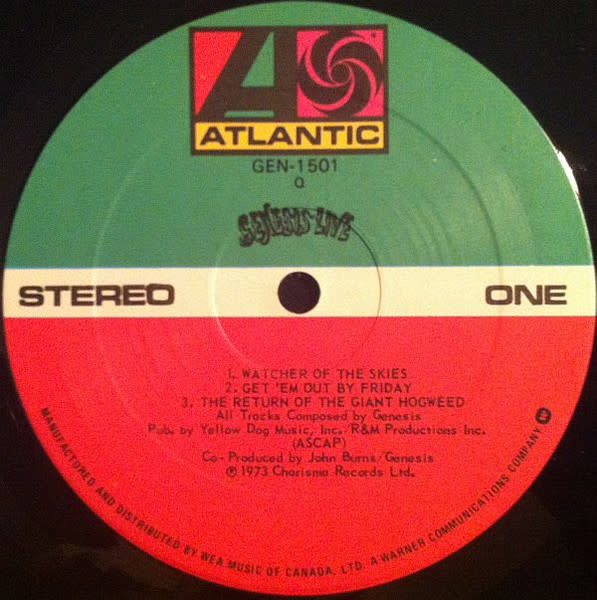 ATLANTIC
GEN-1501
Q
GENESIS LIVE
STEREO
ONE
1. WATCHER OF THE SKIES
2. GET 'EM OUT BY FRIDAY
3. THE RETURN OF THE GIANT HOGWEED
All Tracks Composed by Genesis
Pub. by Yellow Dog Music, Inc./R&M Productions Inc.
(ASCAP)
Co-Produced by John Burns/Genesis
℗1973 Charisma Records Ltd.
MANUFACTURED AND DISTRIBUTED BY WEA MUSIC OF CANADA, LTD. A WARNER COMMUNICATIONS COMPANY